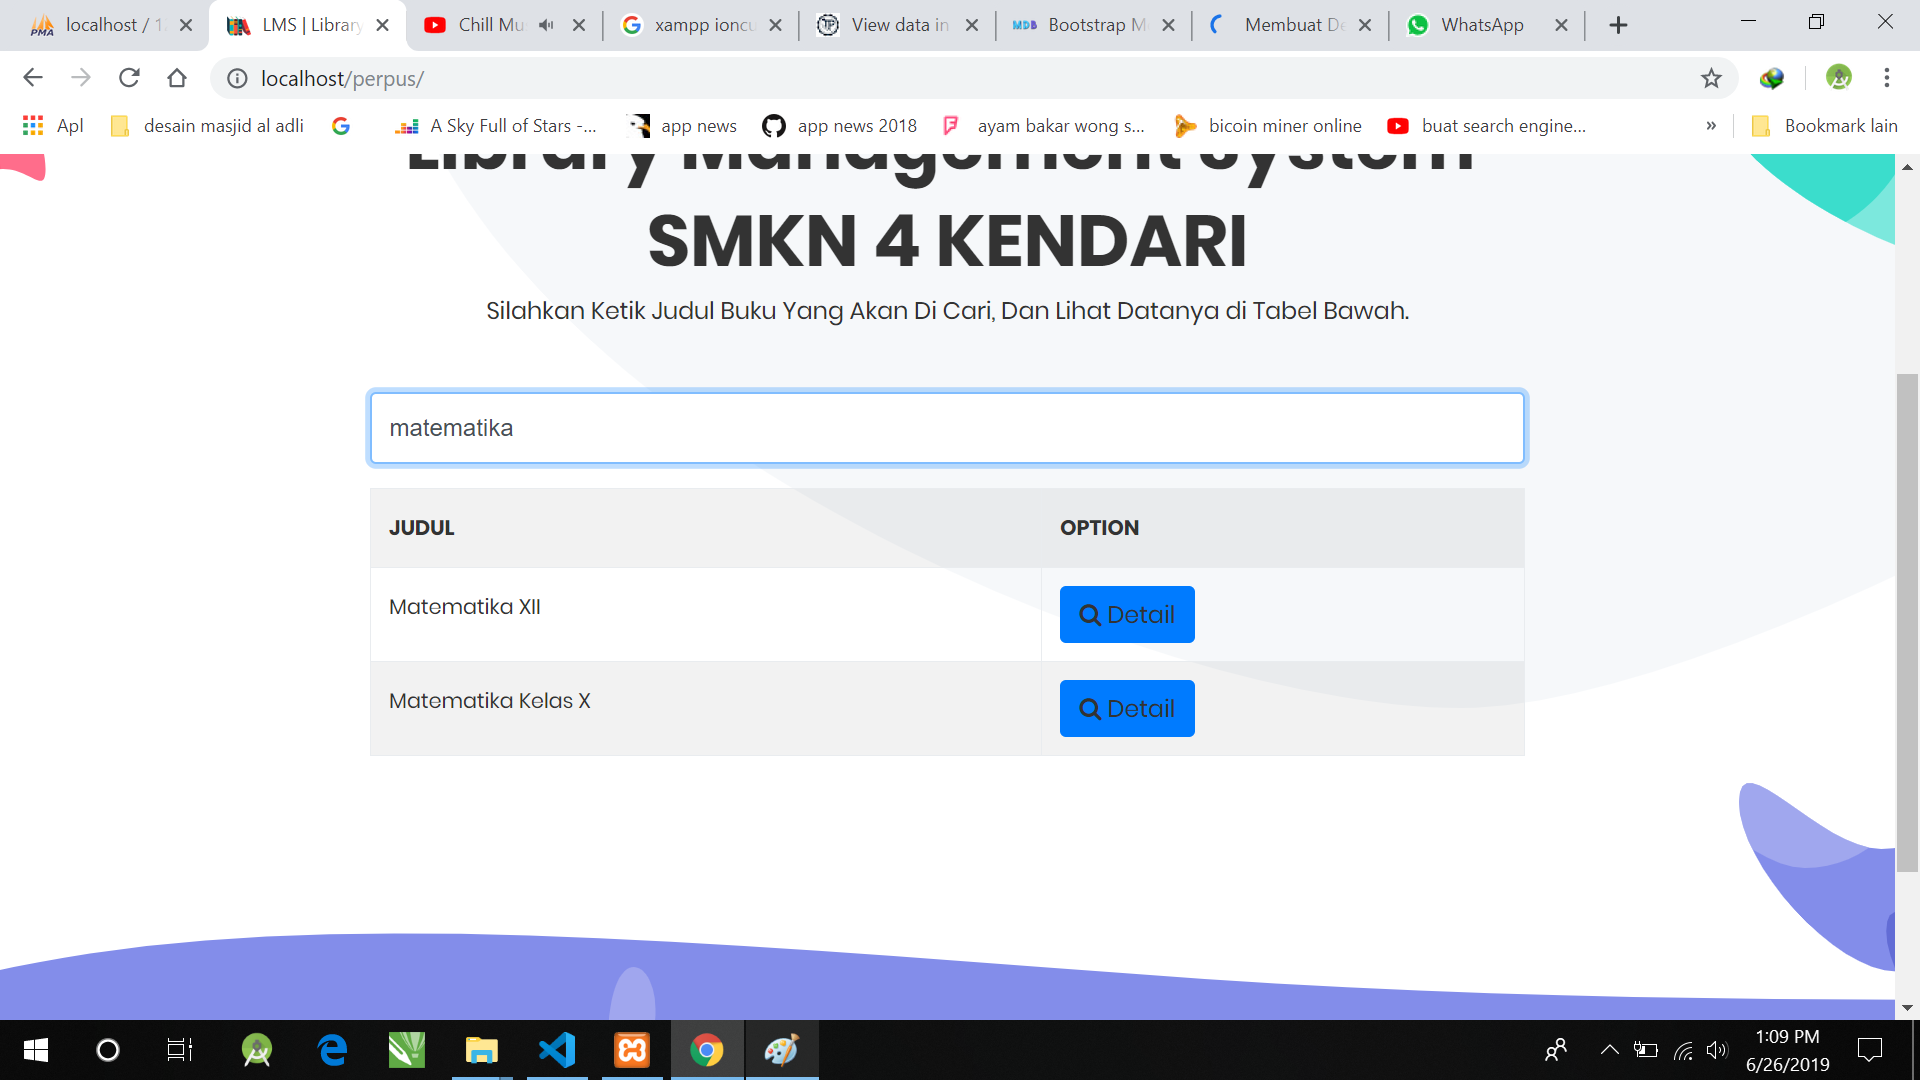 localhost / 1
LMS | Library
Chill Mu
xampp ioncu
View data in
Bootstrap M
Membuat De
WhatsApp
localhost/perpus/
Apl
desain masjid al adli
A Sky Full of Stars -...
app news
app news 2018
ayam bakar wong s...
bicoin miner online
buat search engine...
»
Bookmark lain
Library Management System
SMKN 4 KENDARI
Silahkan Ketik Judul Buku Yang Akan Di Cari, Dan Lihat Datanya di Tabel Bawah.
matematika
JUDUL OPTION
Matematika XII Detail
Matematika Kelas X Detail
1:09 PM
6/26/2019